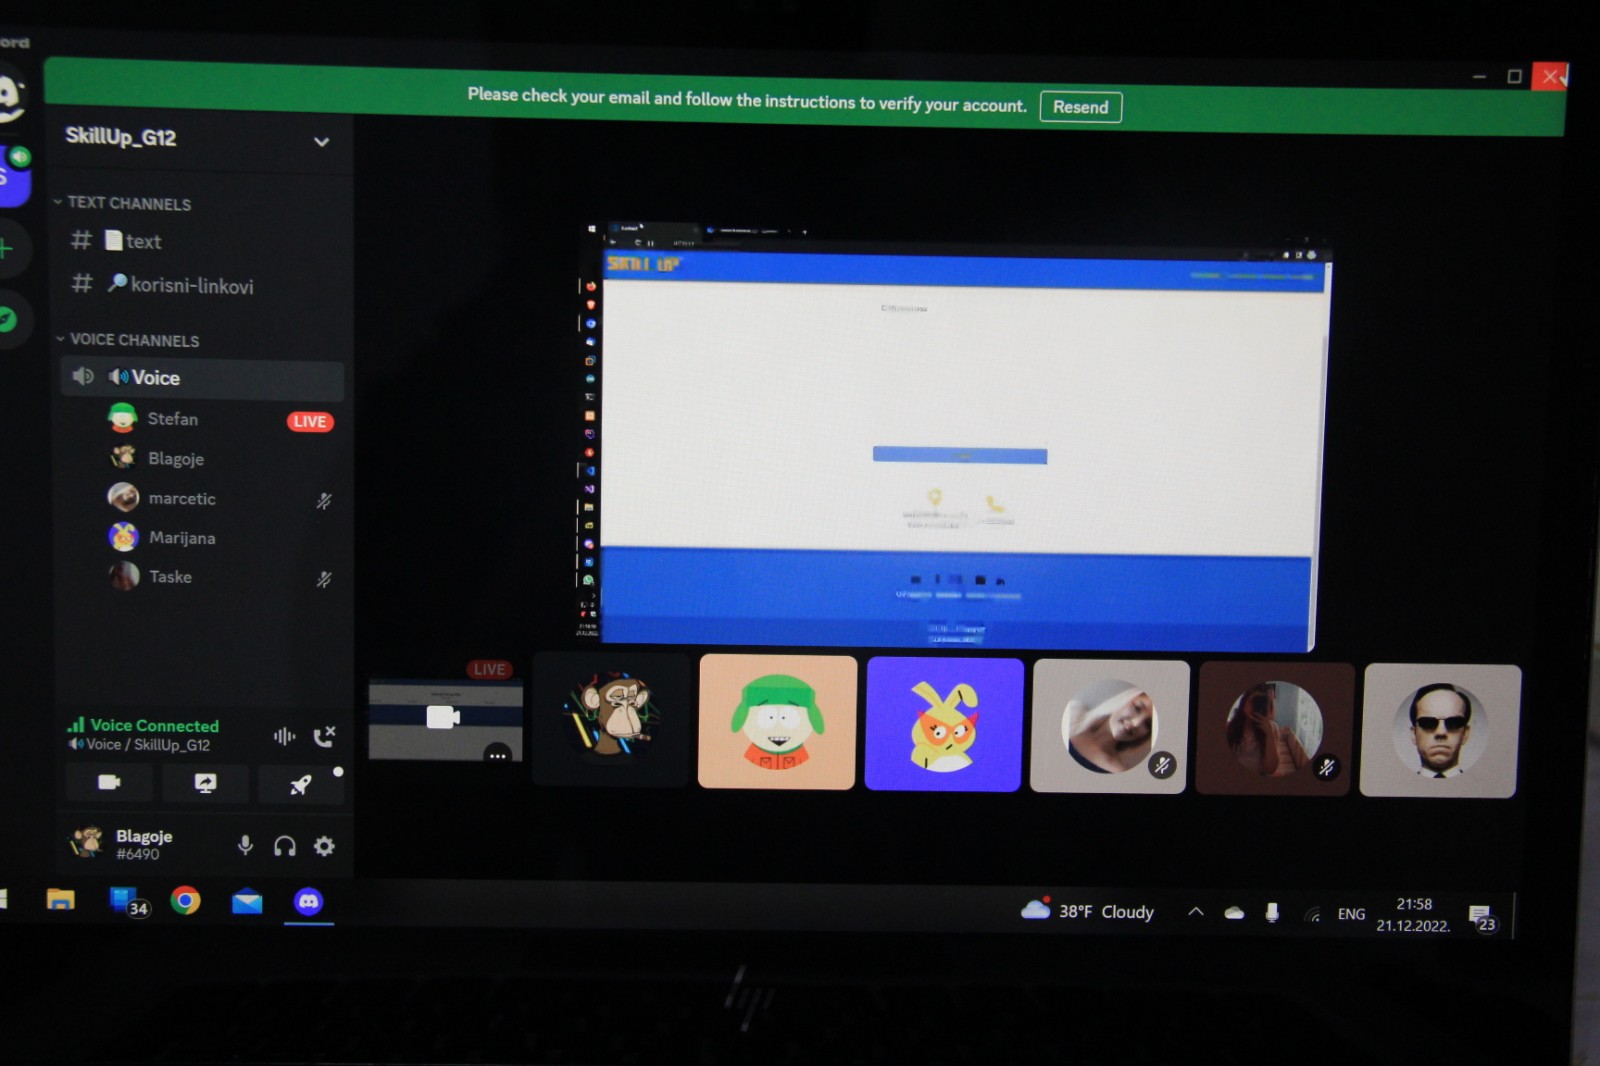 ord
Please check your email and follow the instructions to verify your account. Resend
SkillUp_G12
TEXT CHANNELS
# text
# korisni-linkovi
VOICE CHANNELS
Voice
Stefan LIVE
Blagoje
marcetic
Marijana
Taske
SKILL UP
LIVE
Voice Connected
Voice / SkillUp_G12
Blagoje
#6490
hp
34
38°F Cloudy
ENG
21:58
21.12.2022.
23